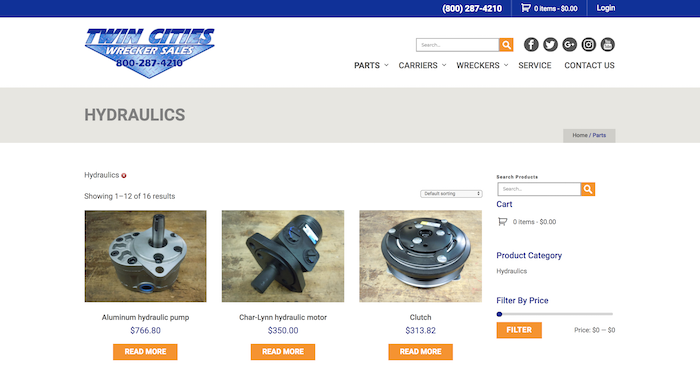 (800) 287-4210
0 items - $0.00
Login
TWIN CITIES
WRECKER SALES
800-287-4210
Search...
PARTS
CARRIERS
WRECKERS
SERVICE
CONTACT US
HYDRAULICS
Home / Parts
Hydraulics
Showing 1–12 of 16 results
Default sorting
Aluminum hydraulic pump
$766.80
READ MORE
Char-Lynn hydraulic motor
$350.00
READ MORE
Clutch
$313.82
READ MORE
Search Products
Search...
Cart
0 items - $0.00
Product Category
Hydraulics
Filter By Price
FILTER
Price: $0 — $0